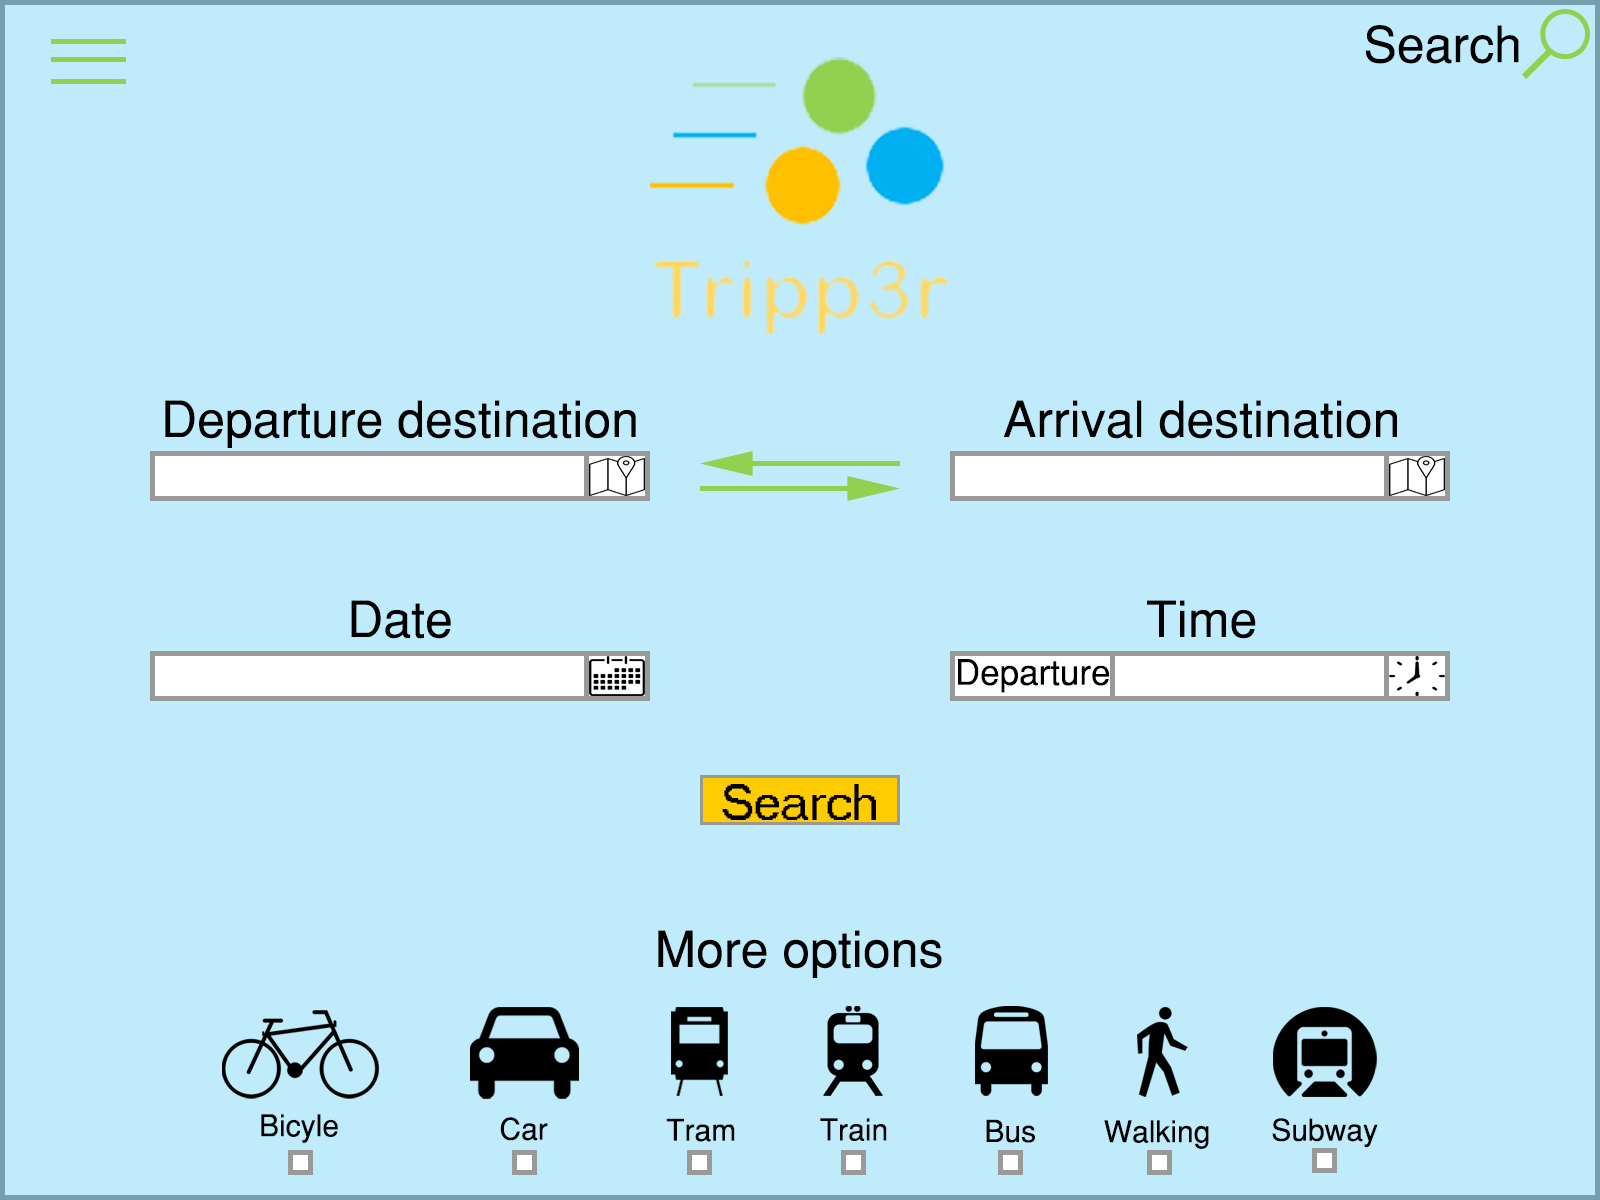 Search
Tripp3r
Departure destination
Arrival destination
Date
Time
Departure
Search
More options
Bicyle
Car
Tram
Train
Bus
Walking
Subway